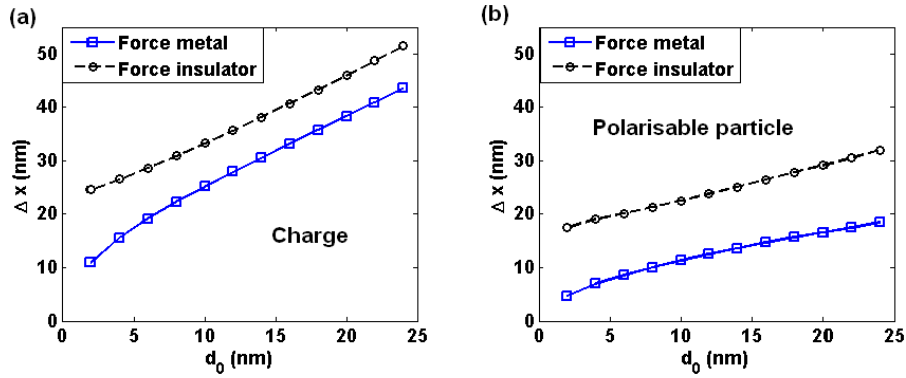 (a)
Force metal
Force insulator
Charge
Δ x (nm)
50
40
30
20
10
0
0 5 10 15 20 25
d0 (nm)
(b)
Force metal
Force insulator
Polarisable particle
Δ x (nm)
50
40
30
20
10
0
0 5 10 15 20 25
d0 (nm)